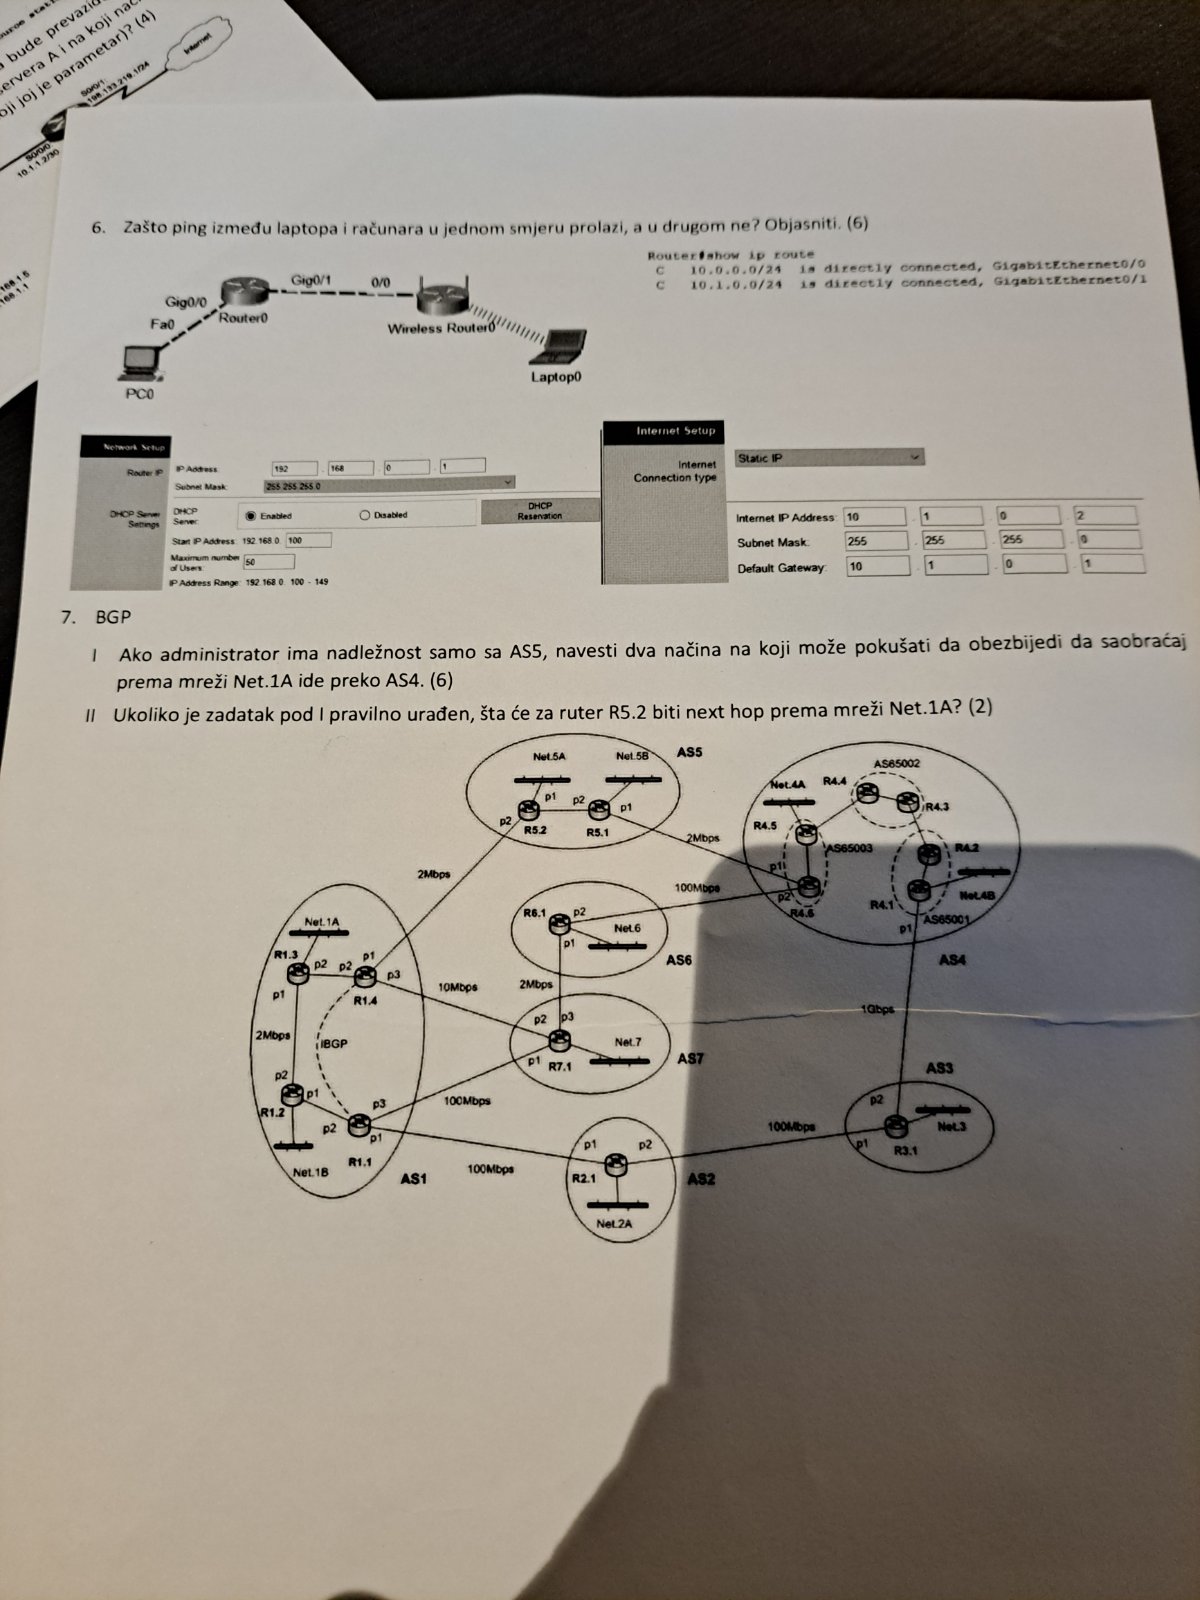 bude prevaziđ
servera A i na koji nač
oji joj je parametar)? (4)
Internet
S0/0/1:
198.133.219.1/24
S0/0/0
10.1.1.2/30
168.1.5
168.1.1
6. Zašto ping između laptopa i računara u jednom smjeru prolazi, a u drugom ne? Objasniti. (6)
Router#show ip route
C 10.0.0.0/24 is directly connected, GigabitEthernet0/0
C 10.1.0.0/24 is directly connected, GigabitEthernet0/1
Gig0/1 0/0
Gig0/0
Router0
Fa0
Wireless Router0
Laptop0
PC0
Network Setup
Router IP
IP Address: 192 . 168 . 0 . 1
Subnet Mask: 255.255.255.0
DHCP Server Settings
DHCP Server: Enabled Disabled
DHCP Reservation
Start IP Address: 192.168.0. 100
Maximum number of Users: 50
IP Address Range: 192.168.0. 100 - 149
Internet Setup
Internet Connection type
Static IP
Internet IP Address: 10 . 1 . 0 . 2
Subnet Mask: 255 . 255 . 255 . 0
Default Gateway: 10 . 1 . 0 . 1
7. BGP
I Ako administrator ima nadležnost samo sa AS5, navesti dva načina na koji može pokušati da obezbijedi da saobraćaj
prema mreži Net.1A ide preko AS4. (6)
II Ukoliko je zadatak pod I pravilno urađen, šta će za ruter R5.2 biti next hop prema mreži Net.1A? (2)
Net.5A Net.5B AS5
p1 p2 p1
p2 R5.2 R5.1
AS65002
Net.4A R4.4
R4.3
R4.5
2Mbps
AS65003 R4.2
p1
2Mbps
100Mbps
p2
R4.6
R4.1 Net.4B
AS65001
p1
AS4
R6.1 p2
Net.6
p1
AS6
Net.1A
R1.3 p2 p2 p1
p3
p1
R1.4
10Mbps
2Mbps
1Gbps
2Mbps
IBGP
p2 p3
Net.7
p1 R7.1
AS7
p2
p1
R1.2
p3
100Mbps
p2 p1
R1.1
Net.1B
AS1
100Mbps
AS3
p2
Net.3
100Mbps
p1
R3.1
p1 p2
R2.1
AS2
Net.2A